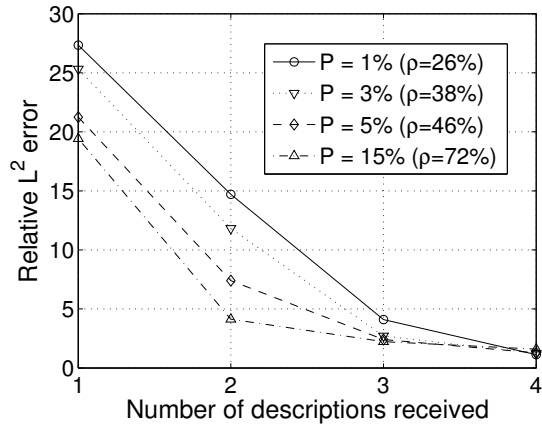 30
25
20
15
10
5
0
Relative L² error
P = 1% (ρ=26%)
P = 3% (ρ=38%)
P = 5% (ρ=46%)
P = 15% (ρ=72%)
1 2 3 4
Number of descriptions received